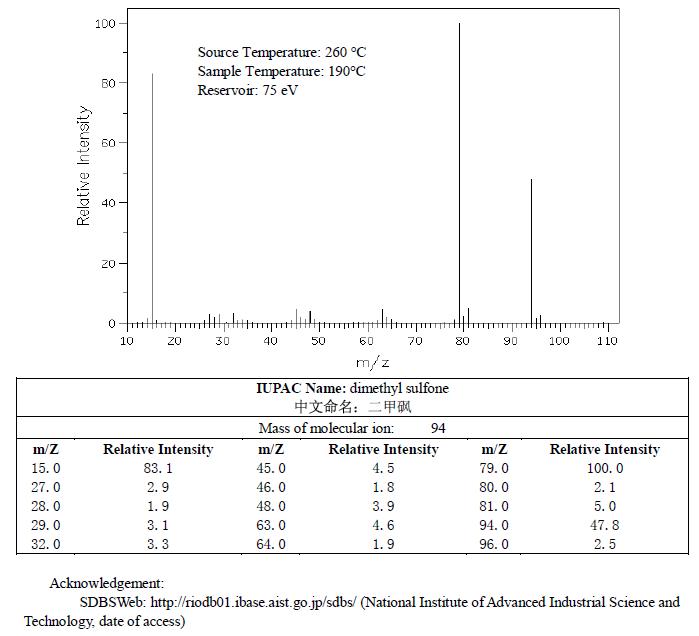 100
80
60
40
20
0
Relative Intensity
Source Temperature: 260 °C
Sample Temperature: 190°C
Reservoir: 75 eV
10 20 30 40 50 60 70 80 90 100 110
m/z
IUPAC Name: dimethyl sulfone
中文命名: 二甲砜
Mass of molecular ion: 94
m/Z Relative Intensity m/Z Relative Intensity m/Z Relative Intensity
15.0 83.1 45.0 4.5 79.0 100.0
27.0 2.9 46.0 1.8 80.0 2.1
28.0 1.9 48.0 3.9 81.0 5.0
29.0 3.1 63.0 4.6 94.0 47.8
32.0 3.3 64.0 1.9 96.0 2.5
Acknowledgement:
SDBSWeb: http://riodb01.ibase.aist.go.jp/sdbs/ (National Institute of Advanced Industrial Science and
Technology, date of access)